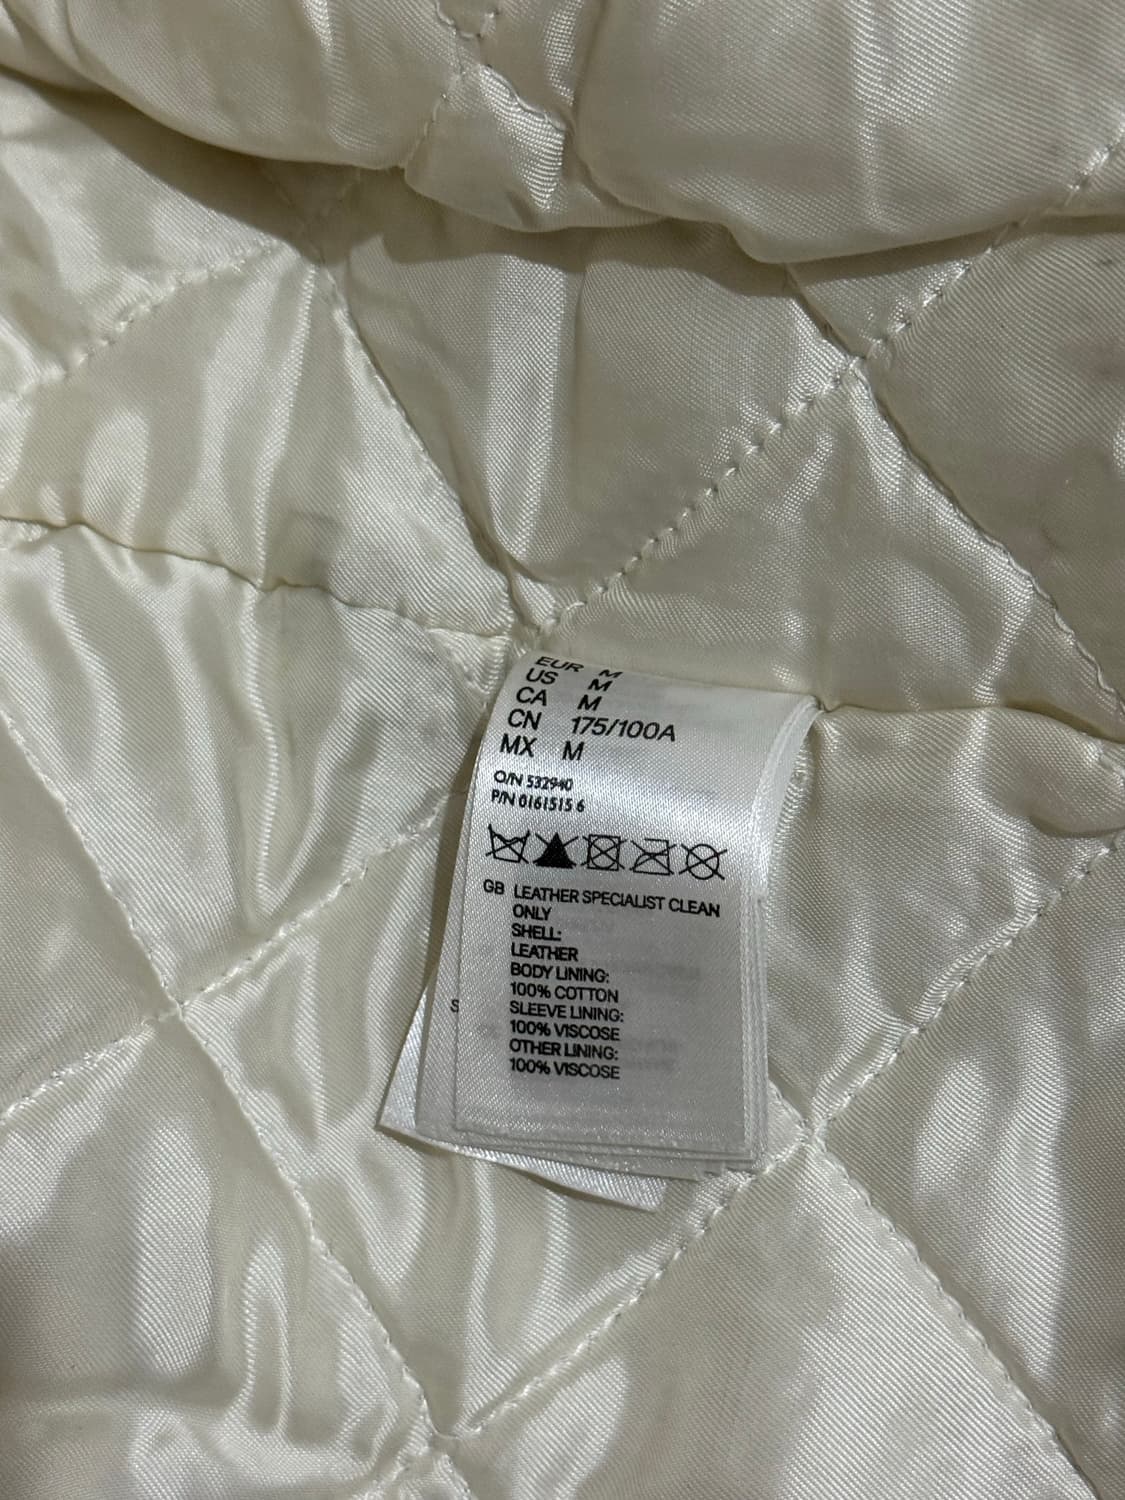 EUR M
US M
CA M
CN 175/100A
MX M
O/N 532940
P/N 0161515 6
GB LEATHER SPECIALIST CLEAN
ONLY
SHELL:
LEATHER
BODY LINING:
100% COTTON
SLEEVE LINING:
100% VISCOSE
OTHER LINING:
100% VISCOSE
S